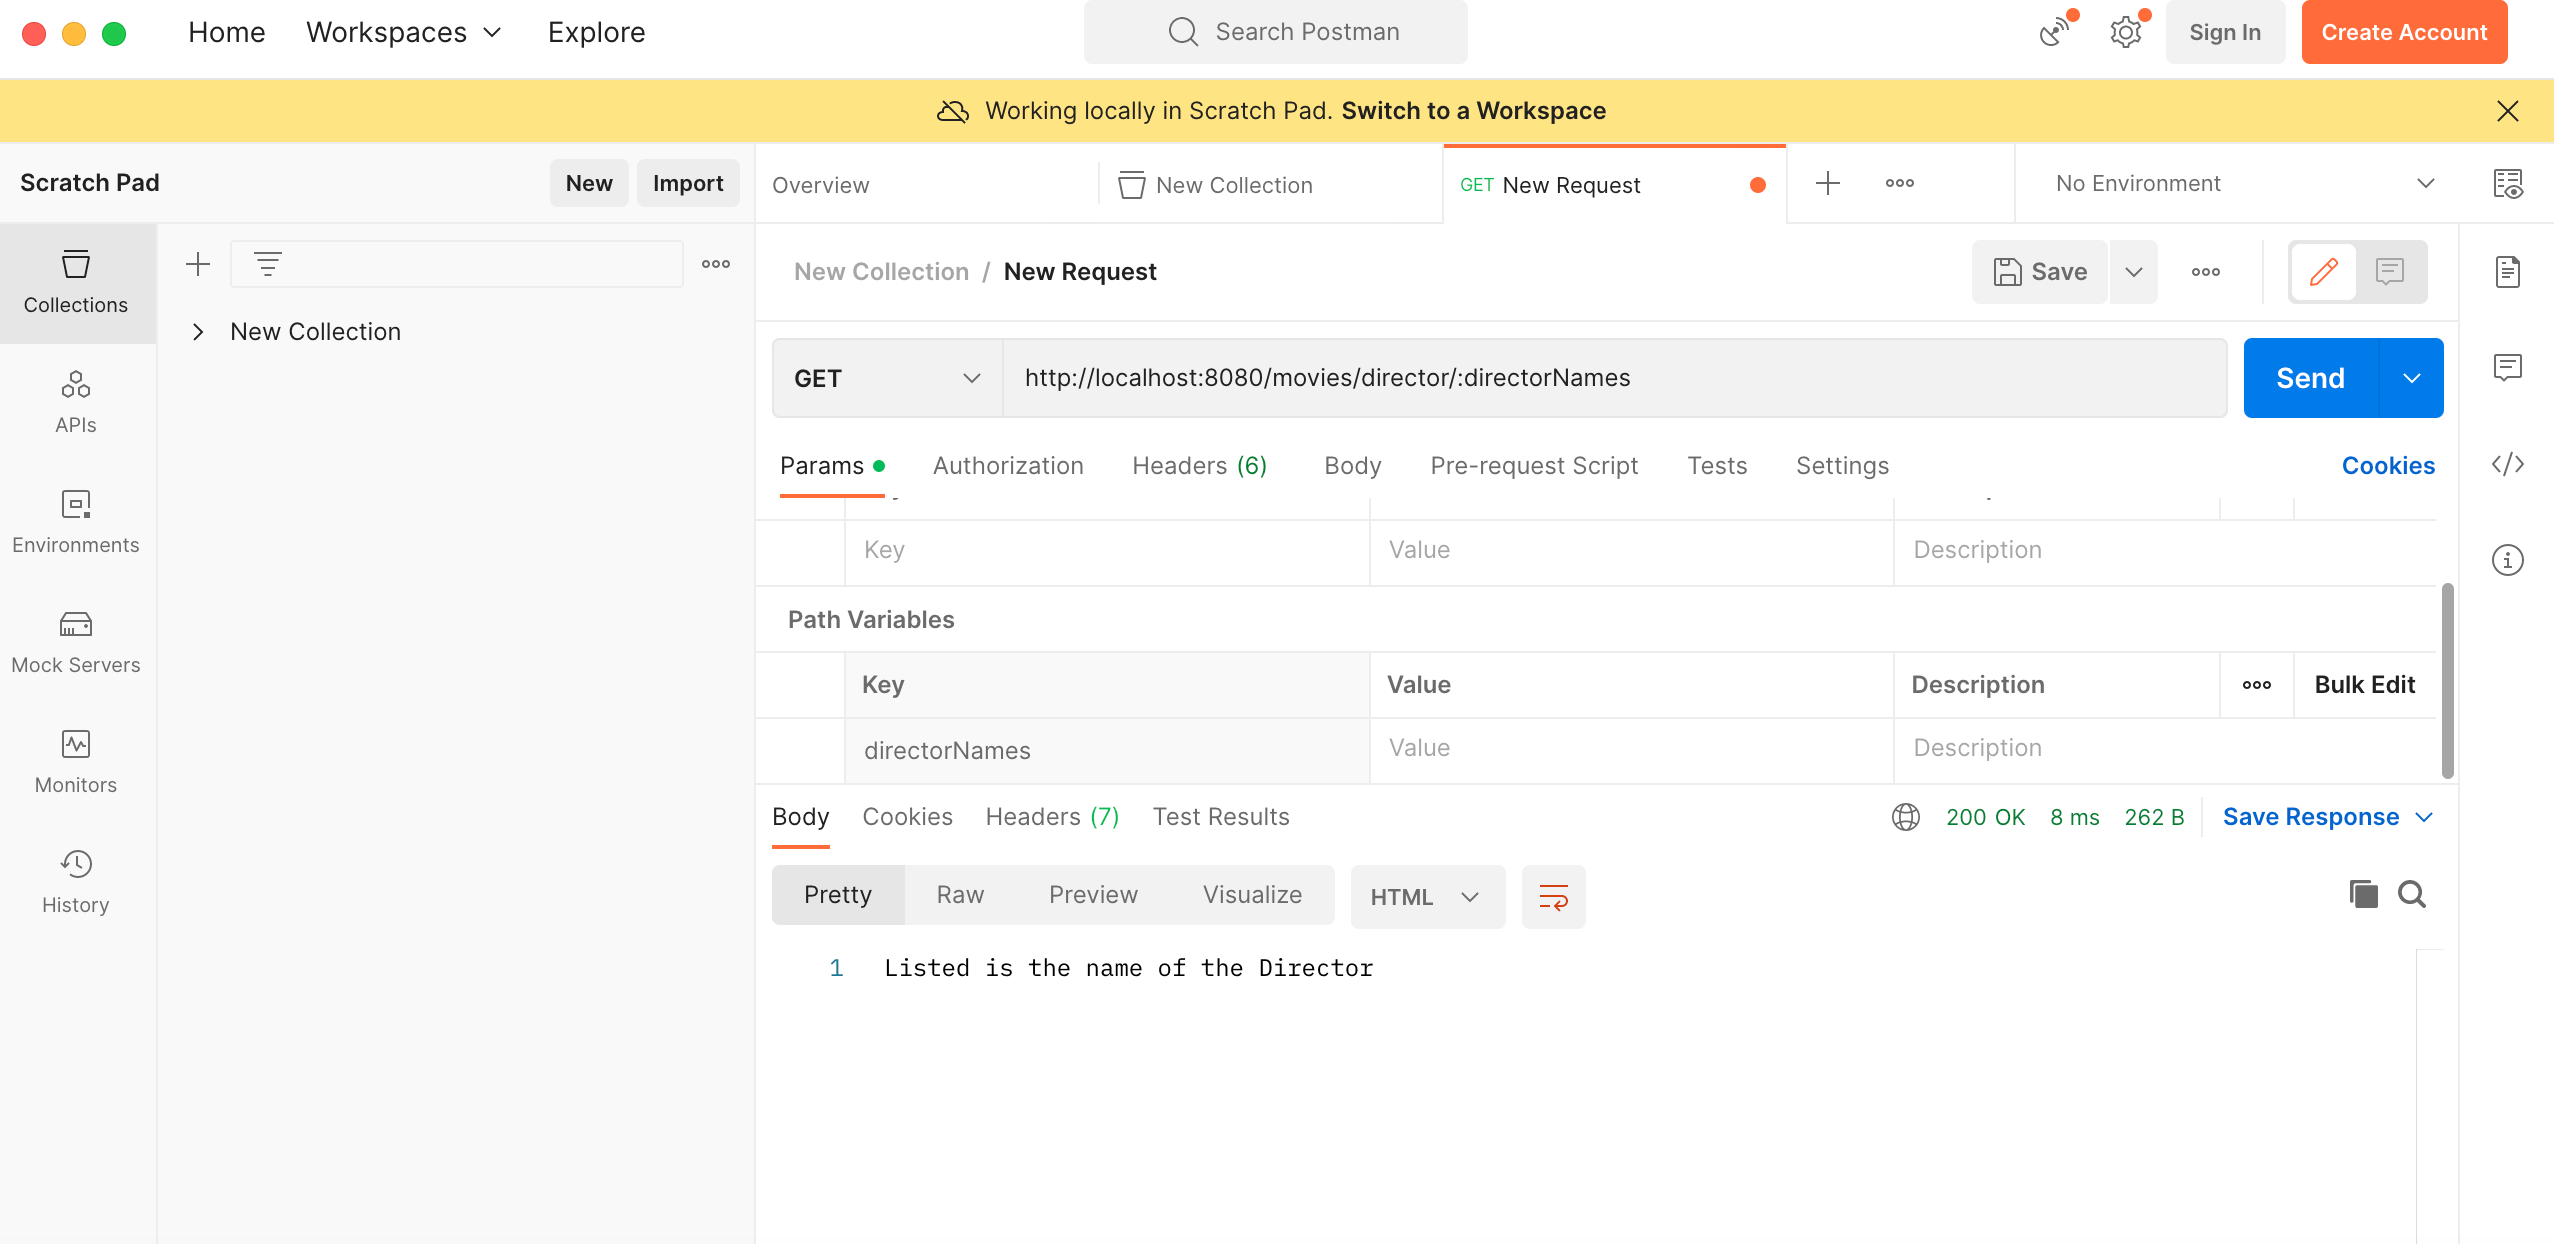 Home Workspaces Explore Search Postman Sign In Create Account
Working locally in Scratch Pad. Switch to a Workspace
Scratch Pad New Import Overview New Collection GET New Request No Environment
Collections
New Collection
APIs
Environments
Mock Servers
Monitors
History
New Collection / New Request Save
GET http://localhost:8080/movies/director/:directorNames Send
Params Authorization Headers (6) Body Pre-request Script Tests Settings Cookies
Key Value Description
Path Variables
Key Value Description Bulk Edit
directorNames Value Description
Body Cookies Headers (7) Test Results 200 OK 8 ms 262 B Save Response
Pretty Raw Preview Visualize HTML
1 Listed is the name of the Director